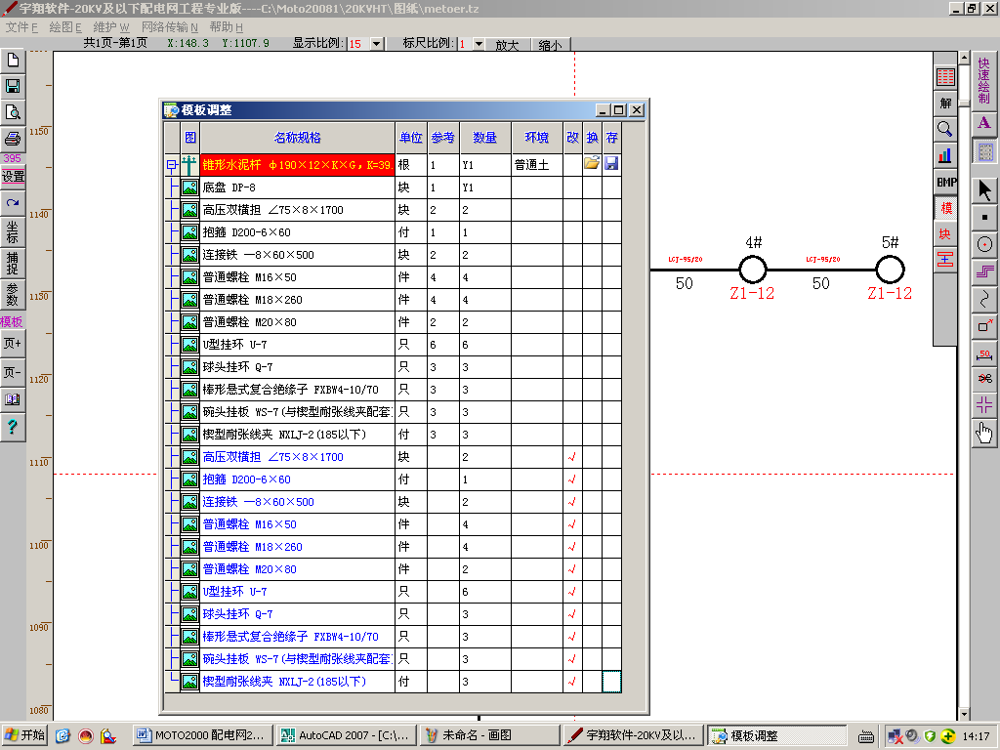 宇翔软件-20KV及以下配电网工程专业版----C:\Moto20081\20KVHT\图纸\metoer.tz
文件F 绘图E 维护W 网络传输N 帮助H
共1页-第1页 X:148.3 Y:1107.9 显示比例: 15 标尺比例: 1 放大 缩小
395
设置
坐标
捕捉
参数
模板
页+
页-
?
1150
1140
1130
1120
1110
1100
1090
1080
模板调整
图 名称规格 单位 参考 数量 环境 改 换 存
锥形水泥杆 φ190×12×K×G,K=39. 根 1 Y1 普通土
底盘 DP-8 块 1 Y1
高压双横担 ∠75×8×1700 块 2 2
抱箍 D200-6×60 付 1 1
连接铁 —8×60×500 块 2 2
普通螺栓 M16×50 件 4 4
普通螺栓 M18×260 件 4 4
普通螺栓 M20×80 件 2 2
U型挂环 U-7 只 6 6
球头挂环 Q-7 只 3 3
棒形悬式复合绝缘子 FXBW4-10/70 只 3 3
碗头挂板 WS-7(与楔型耐张线夹配套 只 3 3
楔型耐张线夹 NXLJ-2(185以下) 付 3 3
高压双横担 ∠75×8×1700 块 2 √
抱箍 D200-6×60 付 1 √
连接铁 —8×60×500 块 2 √
普通螺栓 M16×50 件 4 √
普通螺栓 M18×260 件 4 √
普通螺栓 M20×80 件 2 √
U型挂环 U-7 只 6 √
球头挂环 Q-7 只 3 √
棒形悬式复合绝缘子 FXBW4-10/70 只 3 √
碗头挂板 WS-7(与楔型耐张线夹配套 只 3 √
楔型耐张线夹 NXLJ-2(185以下) 付 3 √
4# 5#
LGJ-95/20 LGJ-95/20
50 50
Z1-12 Z1-12
解
BMP
模
块
快速绘制
A
50
开始 MOTO2000 配电网2... AutoCAD 2007 - [C:\... 未命名 - 画图 宇翔软件-20KV及以... 模板调整 14:17